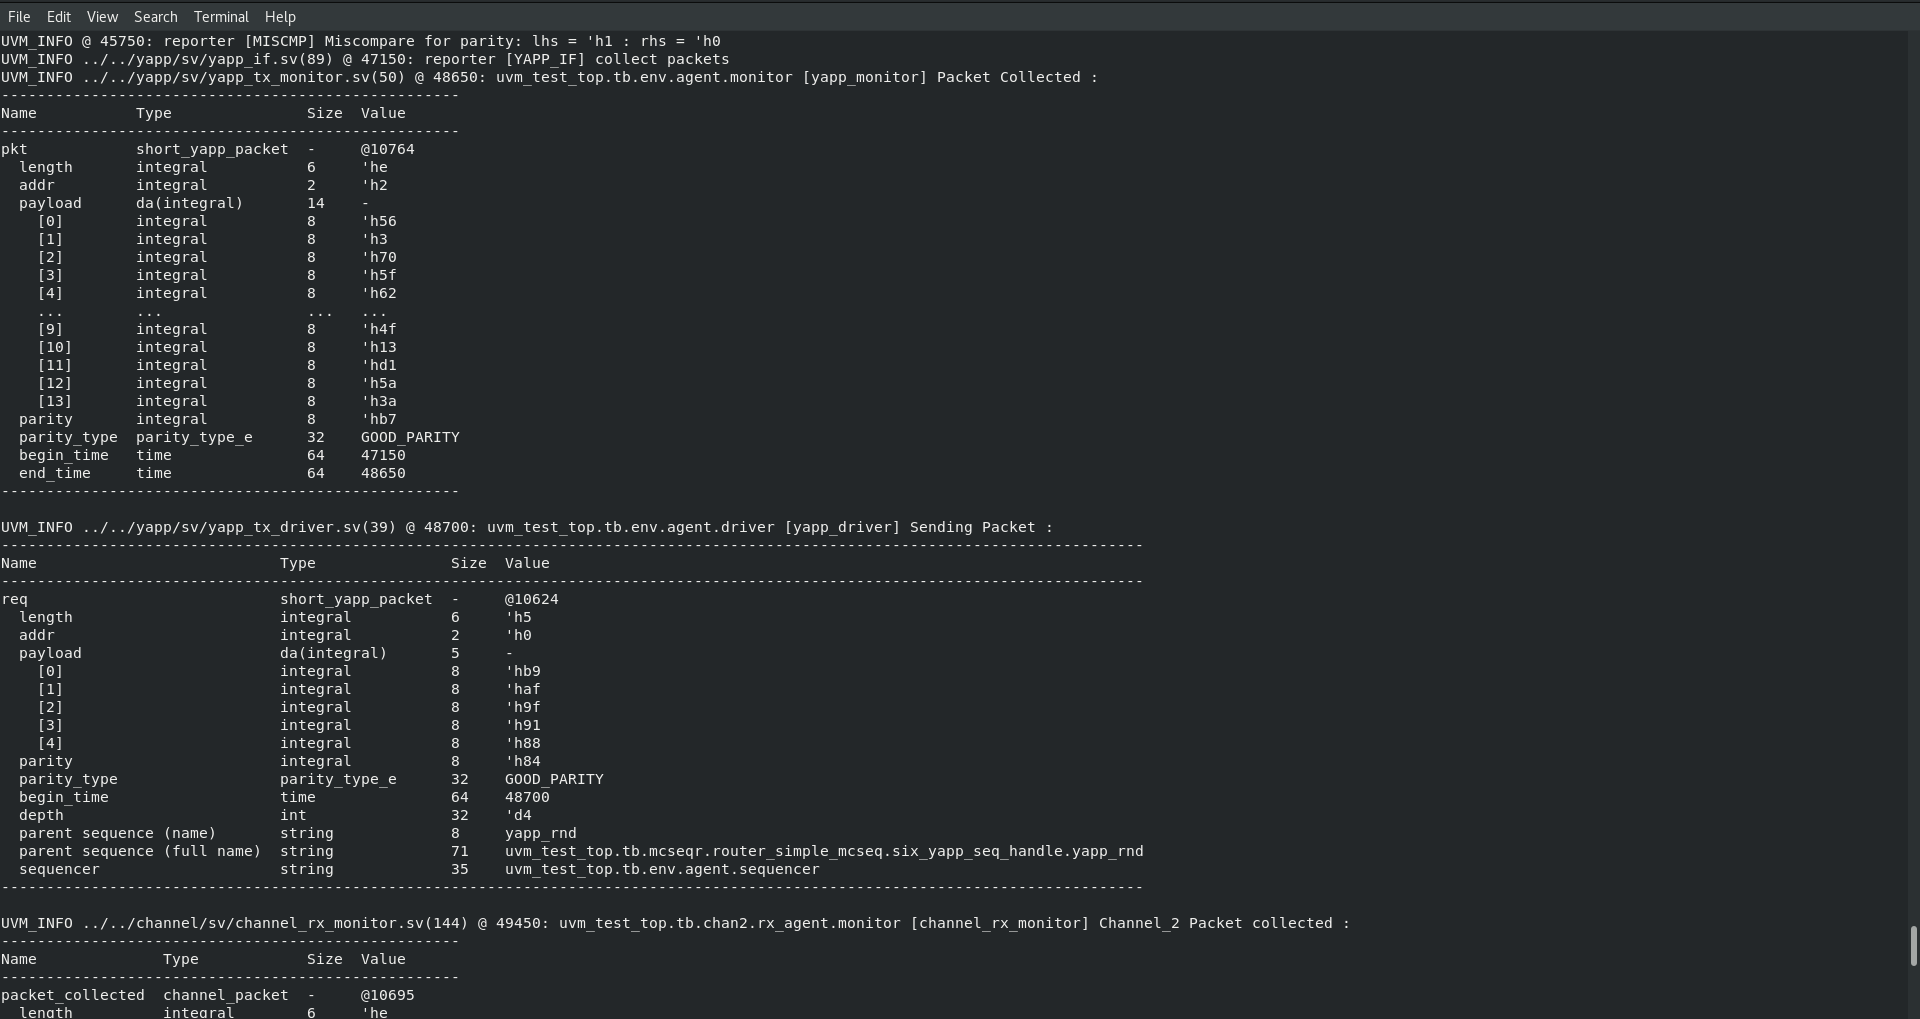 File Edit View Search Terminal Help
UVM_INFO @ 45750: reporter [MISCMP] Miscompare for parity: lhs = 'h1 : rhs = 'h0
UVM_INFO ../../yapp/sv/yapp_if.sv(89) @ 47150: reporter [YAPP_IF] collect packets
UVM_INFO ../../yapp/sv/yapp_tx_monitor.sv(50) @ 48650: uvm_test_top.tb.env.agent.monitor [yapp_monitor] Packet Collected :
---------------------------------------------------
Name           Type               Size  Value
---------------------------------------------------
pkt            short_yapp_packet  -     @10764
  length       integral           6     'he
  addr         integral           2     'h2
  payload      da(integral)       14    -
    [0]        integral           8     'h56
    [1]        integral           8     'h3
    [2]        integral           8     'h70
    [3]        integral           8     'h5f
    [4]        integral           8     'h62
    ...        ...                ...   ...
    [9]        integral           8     'h4f
    [10]       integral           8     'h13
    [11]       integral           8     'hd1
    [12]       integral           8     'h5a
    [13]       integral           8     'h3a
  parity       integral           8     'hb7
  parity_type  parity_type_e      32    GOOD_PARITY
  begin_time   time               64    47150
  end_time     time               64    48650
---------------------------------------------------
UVM_INFO ../../yapp/sv/yapp_tx_driver.sv(39) @ 48700: uvm_test_top.tb.env.agent.driver [yapp_driver] Sending Packet :
-------------------------------------------------------------------------------------------------------------------------------
Name                           Type               Size  Value
-------------------------------------------------------------------------------------------------------------------------------
req                            short_yapp_packet  -     @10624
  length                       integral           6     'h5
  addr                         integral           2     'h0
  payload                      da(integral)       5     -
    [0]                        integral           8     'hb9
    [1]                        integral           8     'haf
    [2]                        integral           8     'h9f
    [3]                        integral           8     'h91
    [4]                        integral           8     'h88
  parity                       integral           8     'h84
  parity_type                  parity_type_e      32    GOOD_PARITY
  begin_time                   time               64    48700
  depth                        int                32    'd4
  parent sequence (name)       string             8     yapp_rnd
  parent sequence (full name)  string             71    uvm_test_top.tb.mcseqr.router_simple_mcseq.six_yapp_seq_handle.yapp_rnd
  sequencer                    string             35    uvm_test_top.tb.env.agent.sequencer
-------------------------------------------------------------------------------------------------------------------------------
UVM_INFO ../../channel/sv/channel_rx_monitor.sv(144) @ 49450: uvm_test_top.tb.chan2.rx_agent.monitor [channel_rx_monitor] Channel_2 Packet collected :
---------------------------------------------------
Name              Type            Size  Value
---------------------------------------------------
packet_collected  channel_packet  -     @10695
  length          integral        6     'he